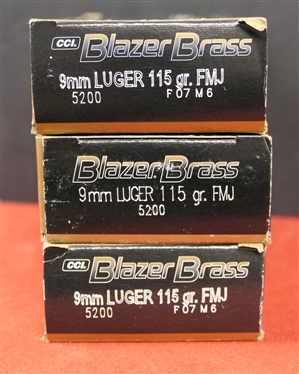 CCI. Blazer Brass
9mm LUGER 115 gr. FMJ
5200 F07M6
Blazer Brass
9mm LUGER 115 gr. FMJ
5200
CCI. Blazer Brass
9mm LUGER 115 gr. FMJ
5200 F07M6